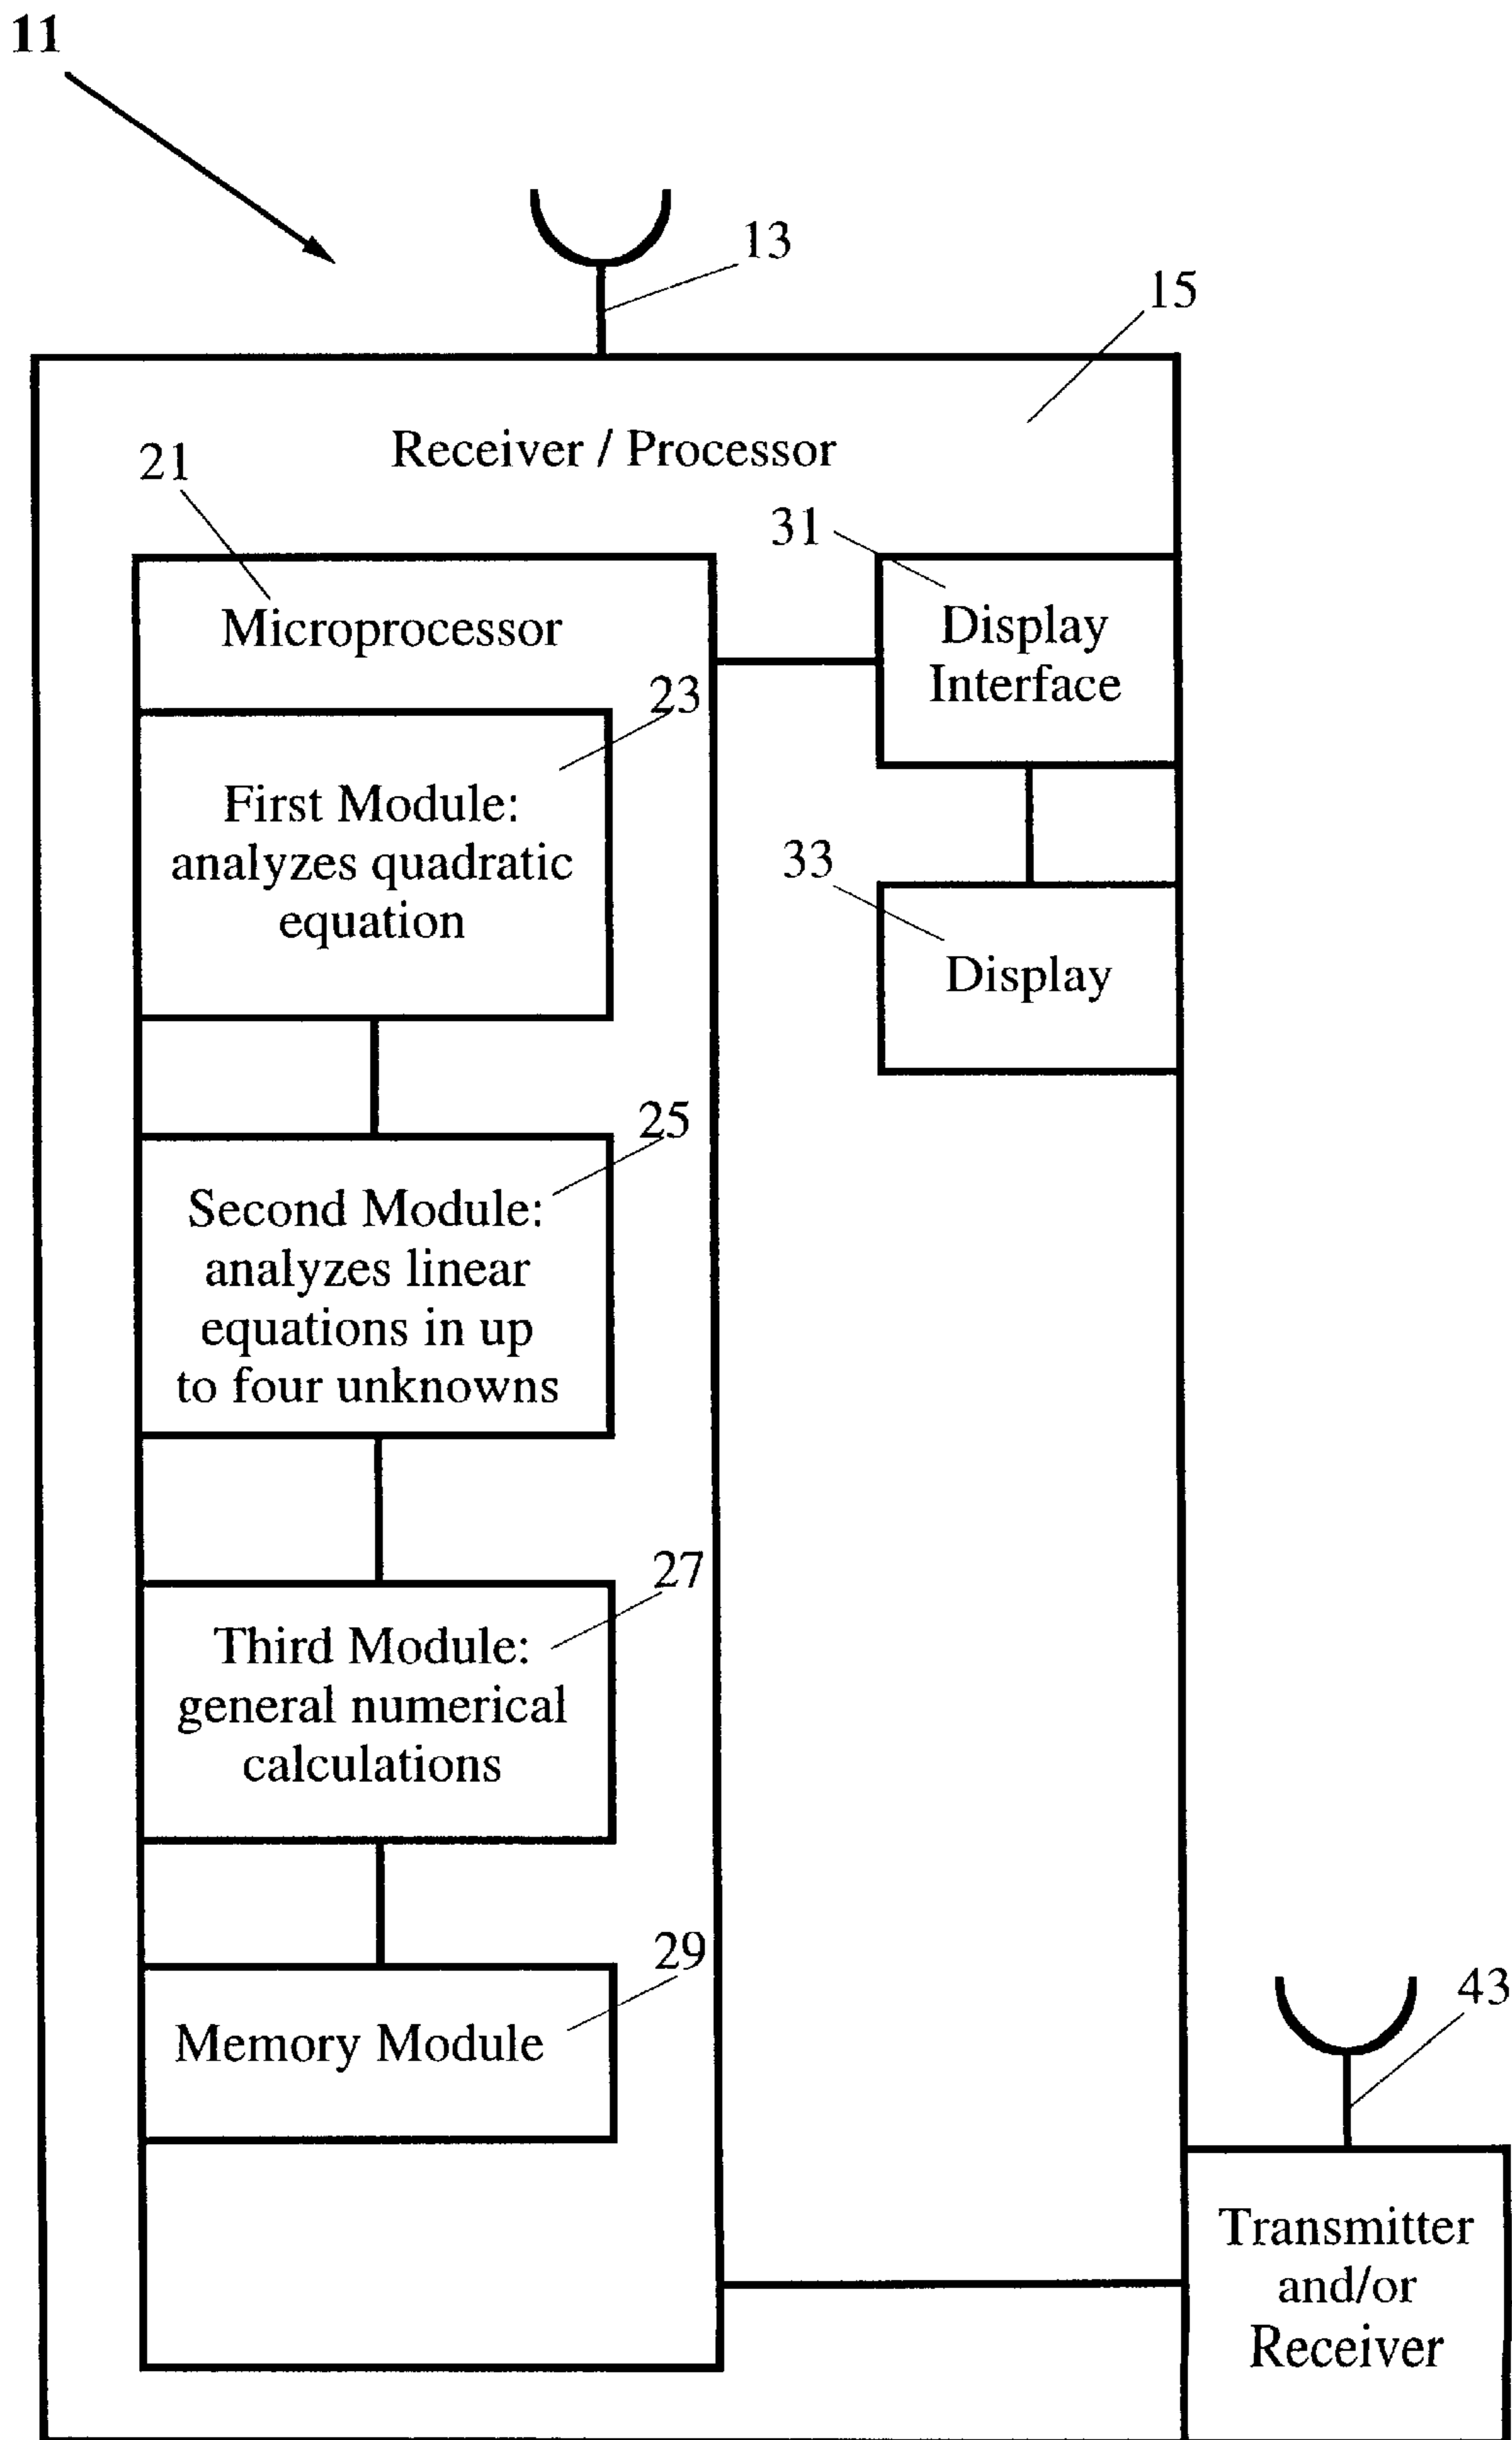 11
13
15
Receiver / Processor
21
31
Microprocessor
Display
Interface
23
First Module:
analyzes quadratic
equation
33
Display
25
Second Module:
analyzes linear
equations in up
to four unknowns
27
Third Module:
general numerical
calculations
29
Memory Module
43
Transmitter
and/or
Receiver